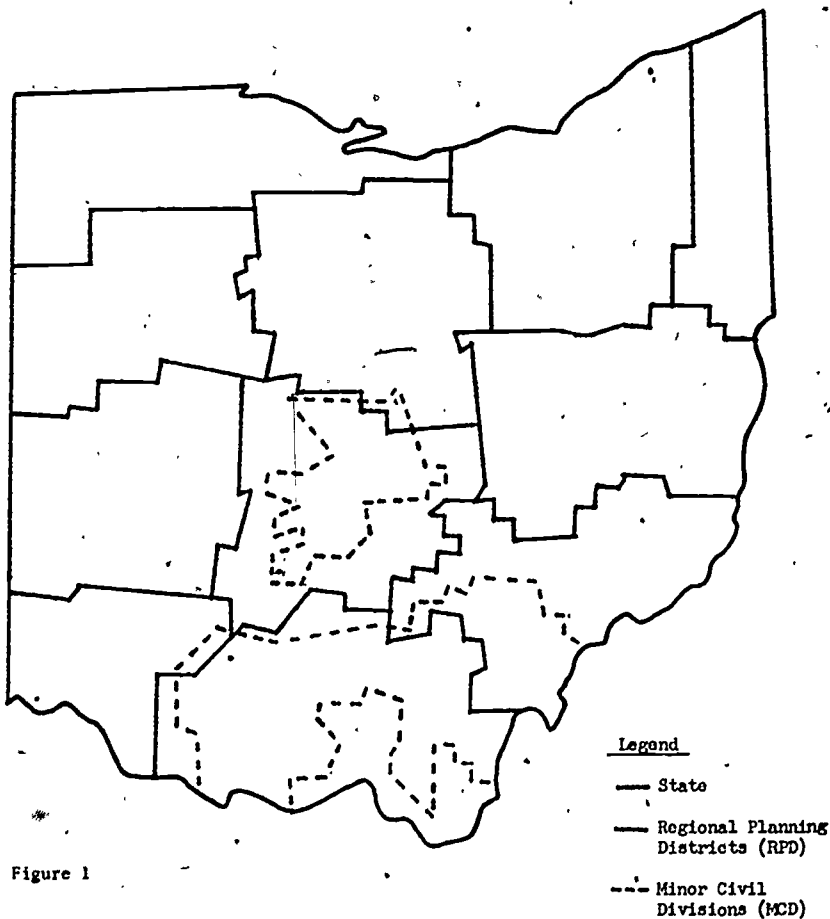 Legend
State
Regional Planning
Districts (RPD)
Minor Civil
Divisions (MCD)
Figure 1